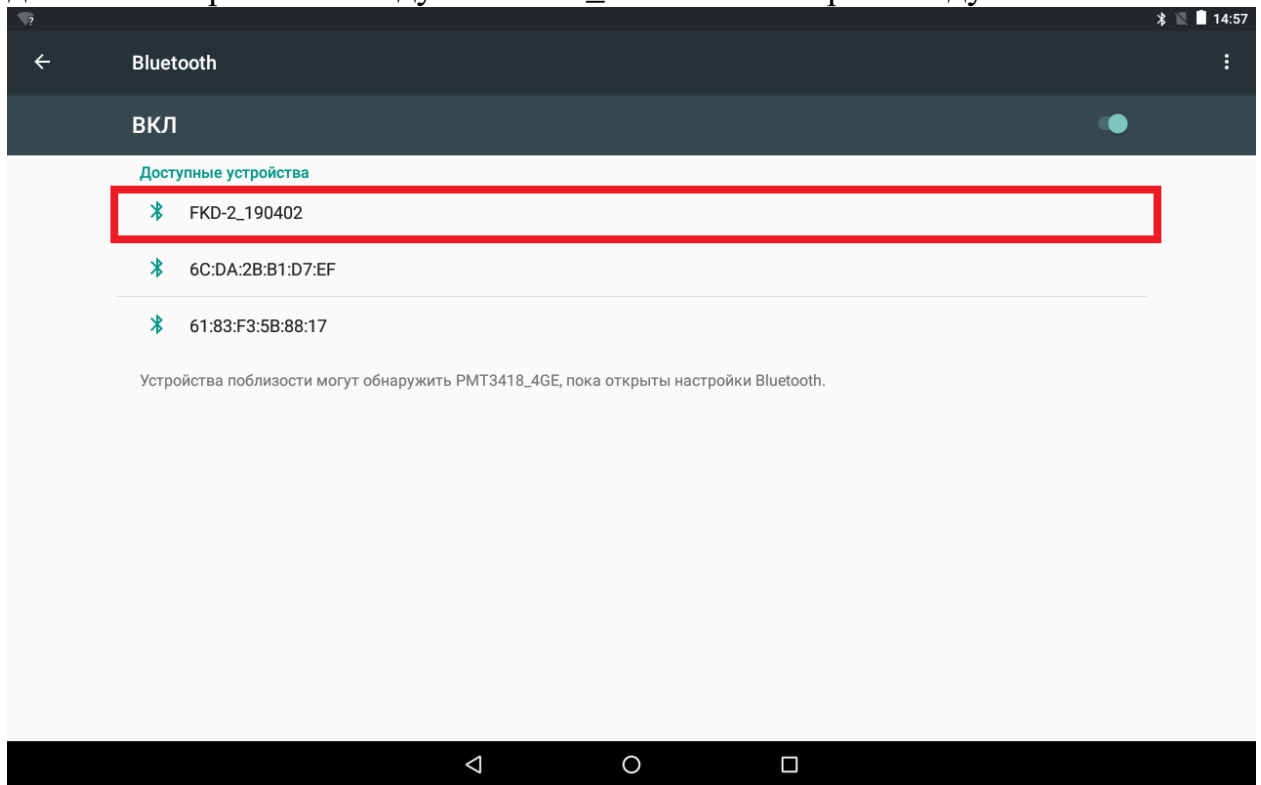 14:57
Bluetooth
ВКЛ
Доступные устройства
FKD-2_190402
6C:DA:2B:B1:D7:EF
61:83:F3:5B:88:17
Устройства поблизости могут обнаружить PMT3418_4GE, пока открыты настройки Bluetooth.